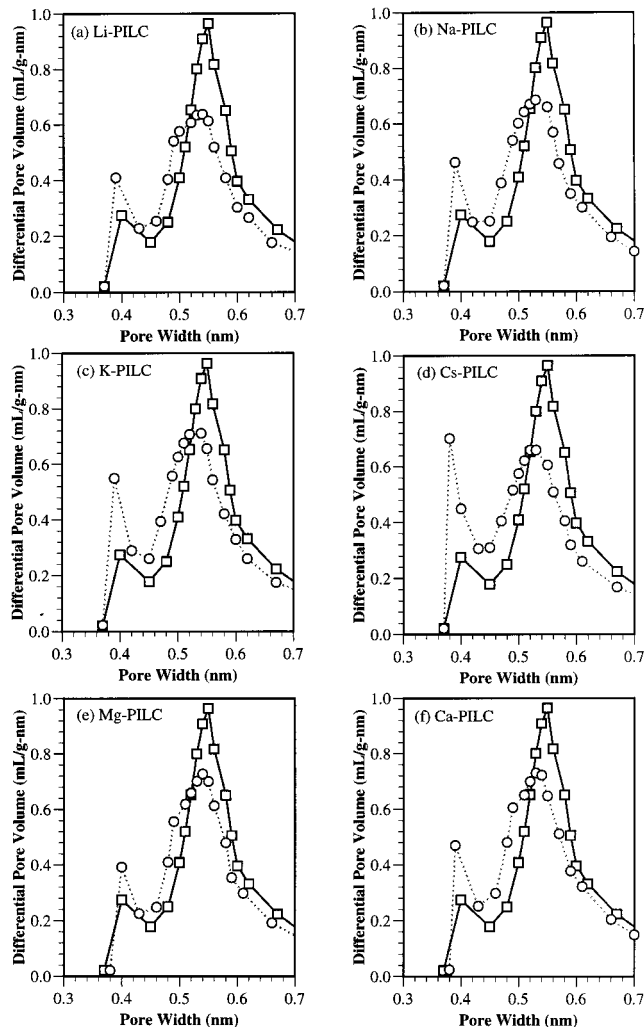 (a) Li-PILC
Differential Pore Volume (mL/g-nm)
1.0
0.8
0.6
0.4
0.2
0.0
0.3 0.4 0.5 0.6 0.7
Pore Width (nm)
(b) Na-PILC
Differential Pore Volume (mL/g-nm)
1.0
0.8
0.6
0.4
0.2
0.0
0.3 0.4 0.5 0.6 0.7
Pore Width (nm)
(c) K-PILC
Differential Pore Volume (mL/g-nm)
1.0
0.8
0.6
0.4
0.2
0.0
0.3 0.4 0.5 0.6 0.7
Pore Width (nm)
(d) Cs-PILC
Differential Pore Volume (mL/g-nm)
1.0
0.8
0.6
0.4
0.2
0.0
0.3 0.4 0.5 0.6 0.7
Pore Width (nm)
(e) Mg-PILC
Differential Pore Volume (mL/g-nm)
1.0
0.8
0.6
0.4
0.2
0.0
0.3 0.4 0.5 0.6 0.7
Pore Width (nm)
(f) Ca-PILC
Differential Pore Volume (mL/g-nm)
1.0
0.8
0.6
0.4
0.2
0.0
0.3 0.4 0.5 0.6 0.7
Pore Width (nm)